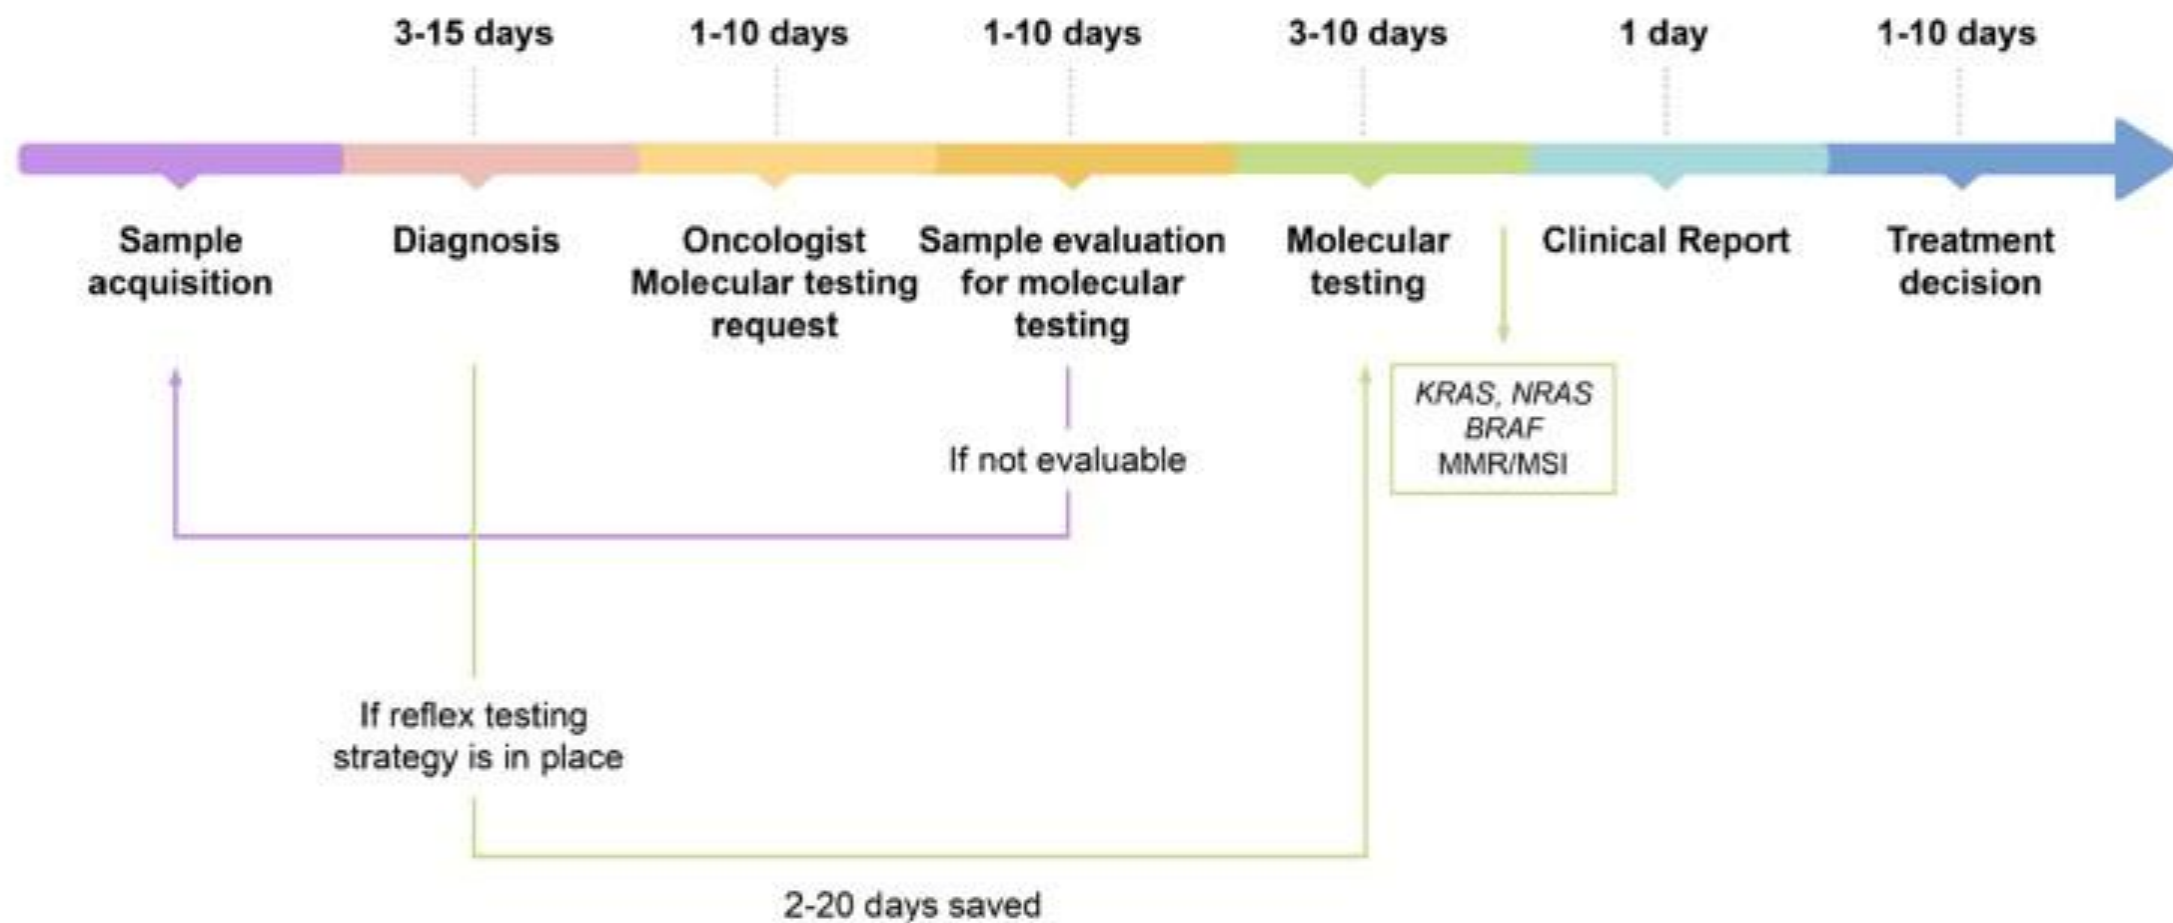 3-15 days
1-10 days
1-10 days
3-10 days
1 day
1-10 days
Sample
acquisition
Diagnosis
Oncologist
Molecular testing
request
Sample evaluation
for molecular
testing
Molecular
testing
Clinical Report
Treatment
decision
KRAS, NRAS
BRAF
MMR/MSI
If not evaluable
If reflex testing
strategy is in place
2-20 days saved